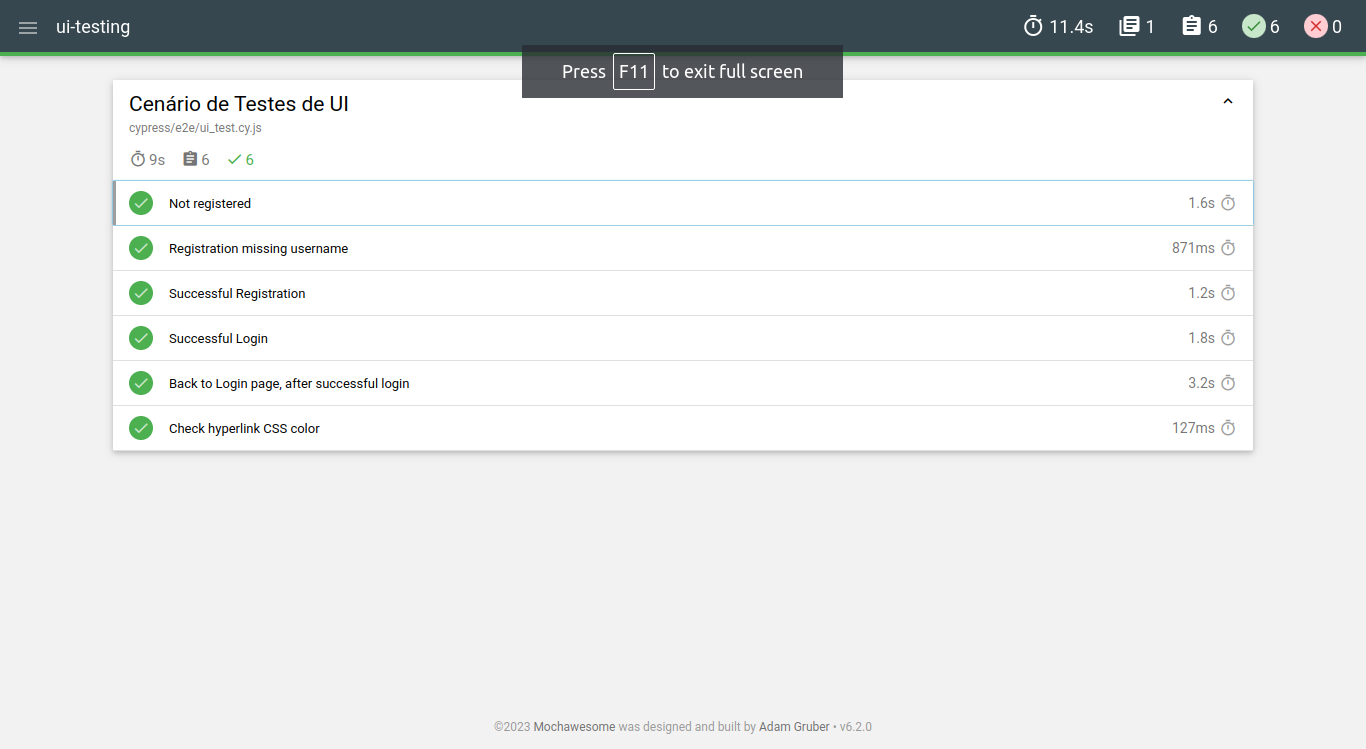 ui-testing
11.4s 1 6 6 0
Press F11 to exit full screen
Cenário de Testes de UI
cypress/e2e/ui_test.cy.js
9s 6 6
Not registered 1.6s
Registration missing username 871ms
Successful Registration 1.2s
Successful Login 1.8s
Back to Login page, after successful login 3.2s
Check hyperlink CSS color 127ms
©2023 Mochawesome was designed and built by Adam Gruber • v6.2.0